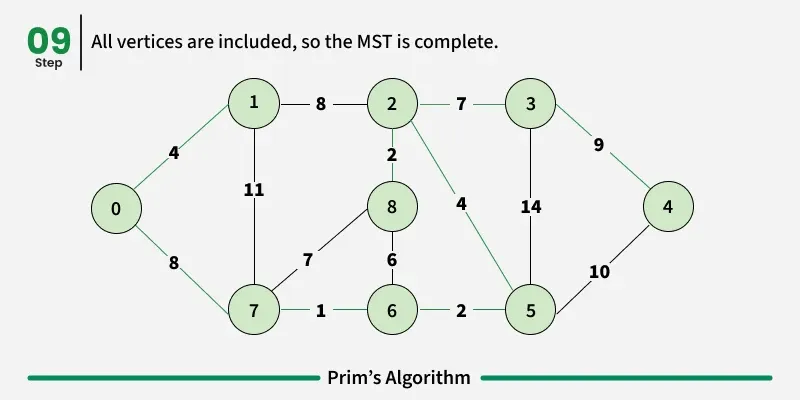 09
Step
All vertices are included, so the MST is complete.
1 8 2 7 3
4
2
9
11
0
8
4
14
4
8
7
6
10
7 1 6 2 5
Prim's Algorithm